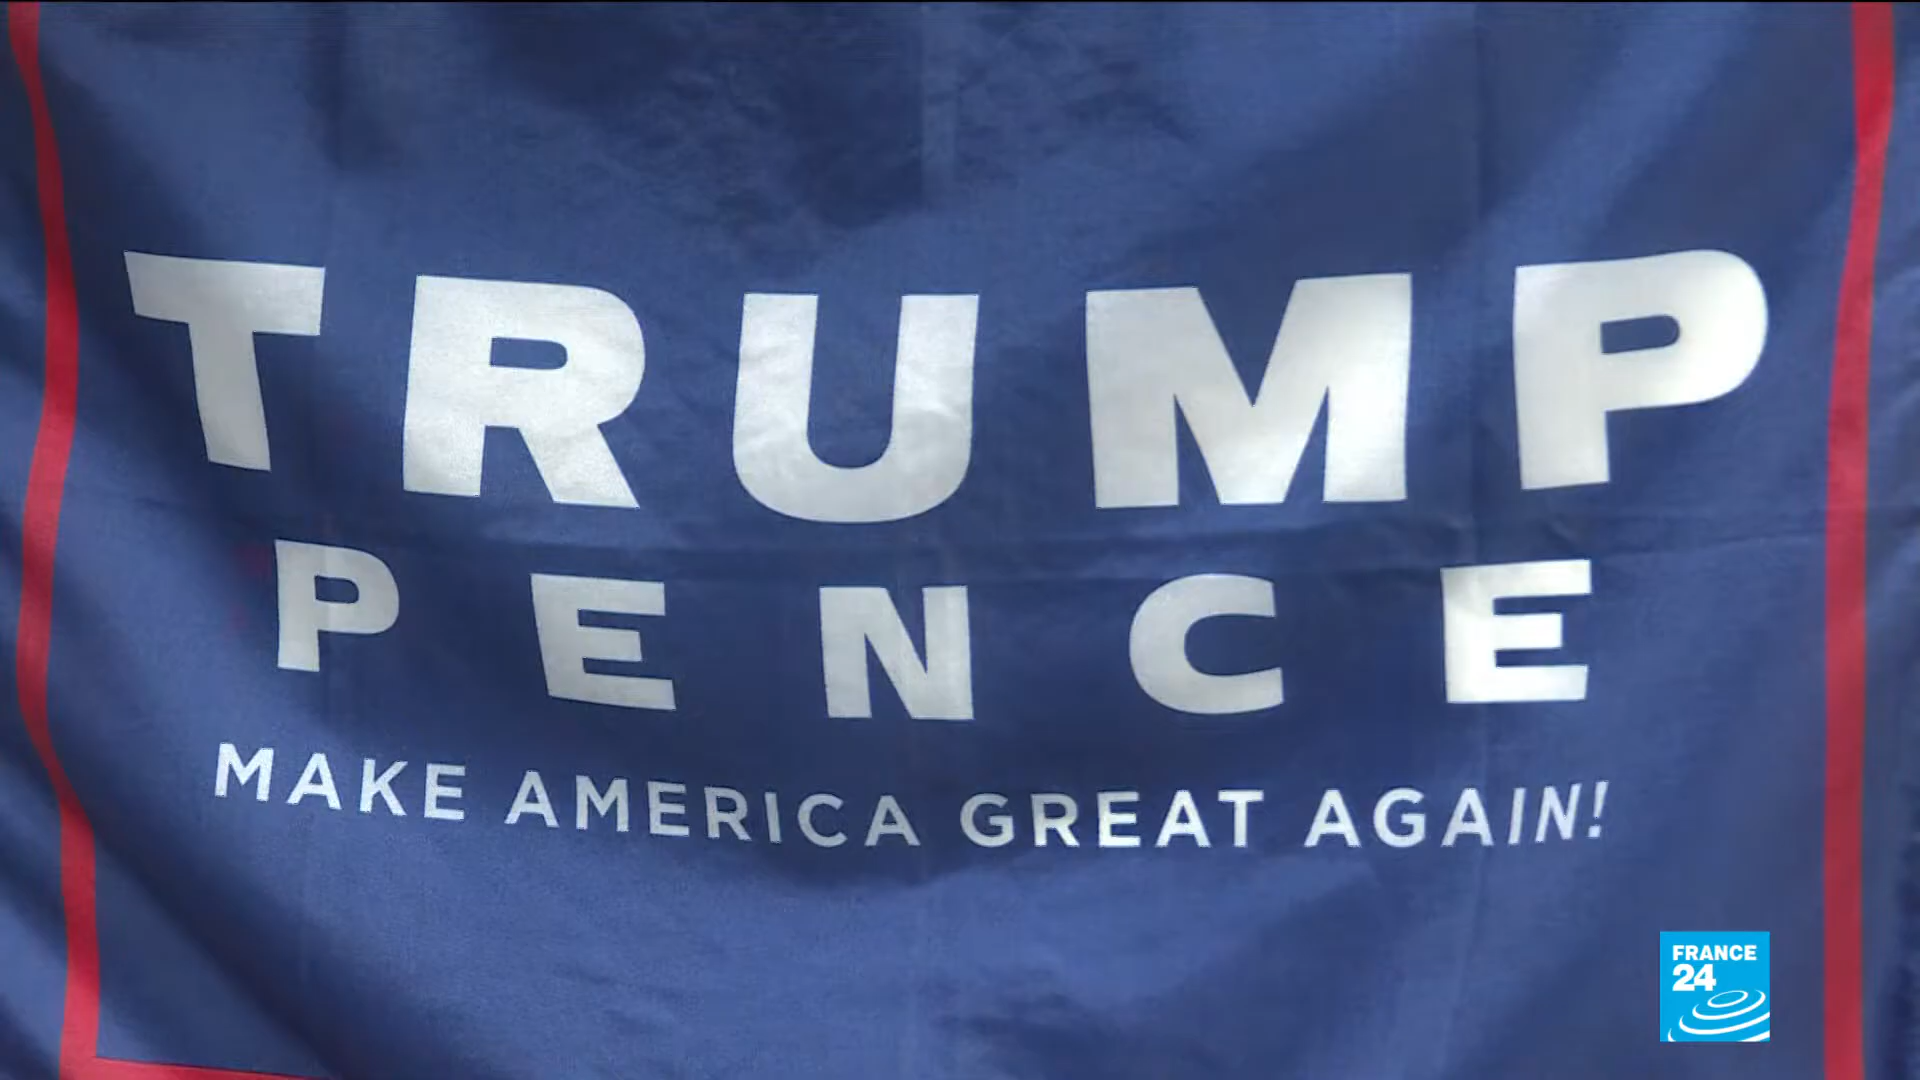 TRUMP
PENCE
MAKE AMERICA GREAT AGAIN!
FRANCE
24